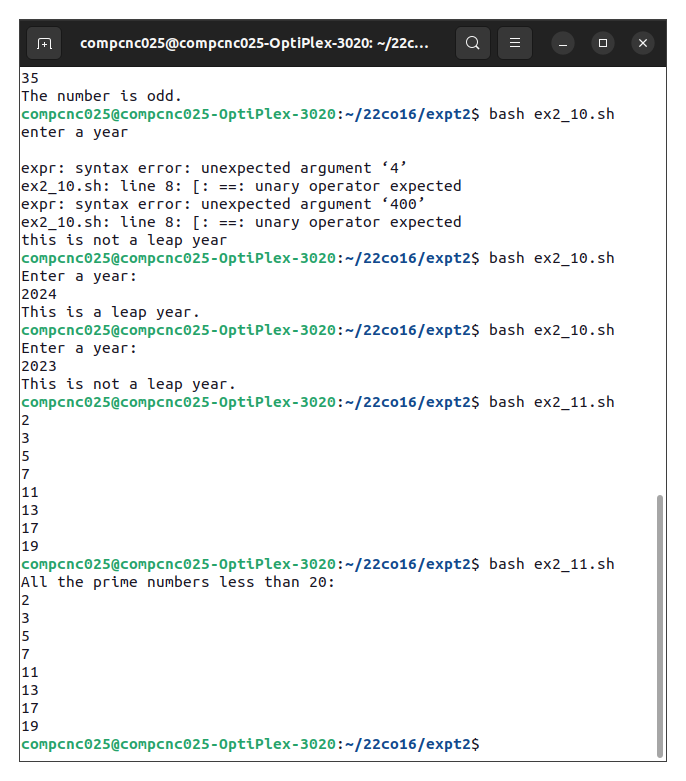 compcnc025@compcnc025-OptiPlex-3020: ~/22c...
35
The number is odd.
compcnc025@compcnc025-OptiPlex-3020:~/22co16/expt2$ bash ex2_10.sh
enter a year
expr: syntax error: unexpected argument ‘4’
ex2_10.sh: line 8: [: ==: unary operator expected
expr: syntax error: unexpected argument ‘400’
ex2_10.sh: line 8: [: ==: unary operator expected
this is not a leap year
compcnc025@compcnc025-OptiPlex-3020:~/22co16/expt2$ bash ex2_10.sh
Enter a year:
2024
This is a leap year.
compcnc025@compcnc025-OptiPlex-3020:~/22co16/expt2$ bash ex2_10.sh
Enter a year:
2023
This is not a leap year.
compcnc025@compcnc025-OptiPlex-3020:~/22co16/expt2$ bash ex2_11.sh
2
3
5
7
11
13
17
19
compcnc025@compcnc025-OptiPlex-3020:~/22co16/expt2$ bash ex2_11.sh
All the prime numbers less than 20:
2
3
5
7
11
13
17
19
compcnc025@compcnc025-OptiPlex-3020:~/22co16/expt2$